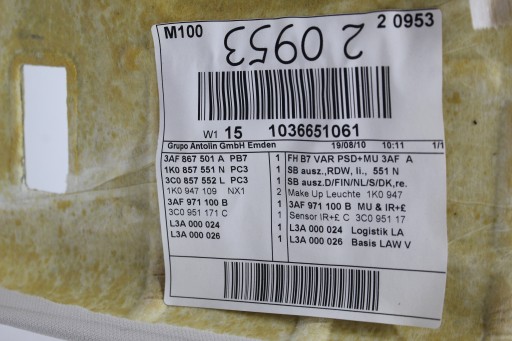 M100 2 0953
2 0953
W1 15 1036651061
Grupo Antolin GmbH Emden 19/08/10 10:11 1/1
3AF 867 501 A PB7 1 FH B7 VAR PSD+MU 3AF A
1K0 857 551 N PC3 1 SB ausz.,RDW, li., 551 N
3C0 857 552 L PC3 1 SB ausz.D/FIN/NL/S/DK,re.
1K0 947 109 NX1 2 Make Up Leuchte 1K0 947
3AF 971 100 B 1 3AF 971 100 B MU & IR+£
3C0 951 171 C 1 Sensor IR+£ C 3C0 951 17
L3A 000 024 1 L3A 000 024 Logistik LA
L3A 000 026 1 L3A 000 026 Basis LAW V